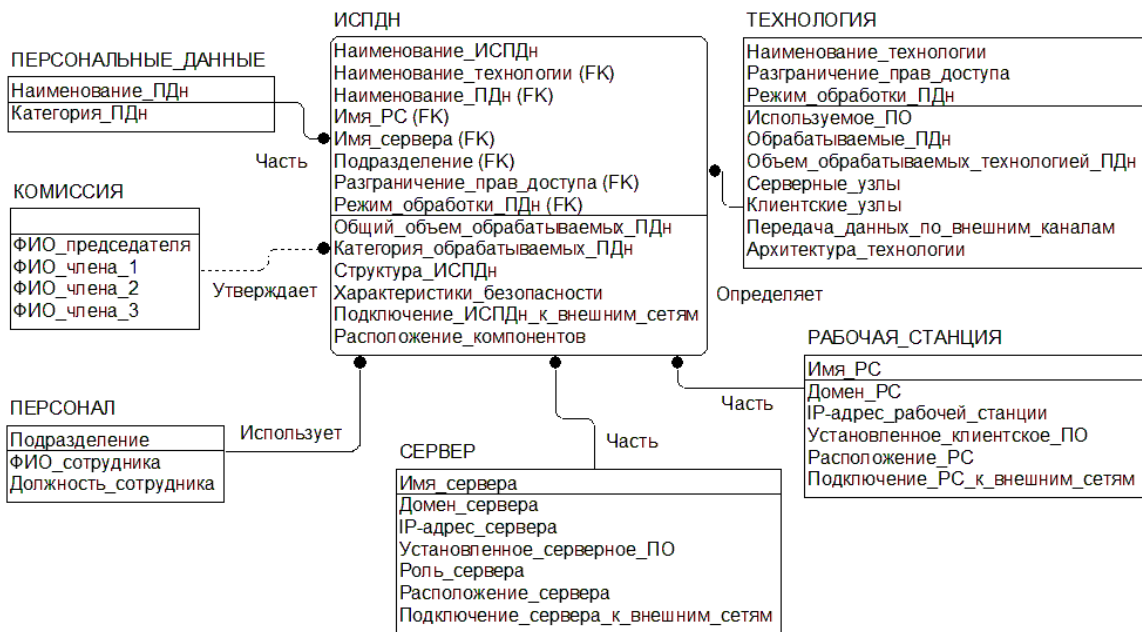 ИСПДН
Наименование_ИСПДн
Наименование_технологии (FK)
Наименование_ПДн (FK)
Имя_РС (FK)
Имя_сервера (FK)
Подразделение (FK)
Разграничение_прав_доступа (FK)
Режим_обработки_ПДн (FK)
Общий_объем_обрабатываемых_ПДн
Категория_обрабатываемых_ПДн
Структура_ИСПДн
Характеристики_безопасности
Подключение_ИСПДн_к_внешним_сетям
Расположение_компонентов
ТЕХНОЛОГИЯ
Наименование_технологии
Разграничение_прав_доступа
Режим_обработки_ПДн
Используемое_ПО
Обрабатываемые_ПДн
Объем_обрабатываемых_технологией_ПДн
Серверные_узлы
Клиентские_узлы
Передача_данных_по_внешним_каналам
Архитектура_технологии
ПЕРСОНАЛЬНЫЕ_ДАННЫЕ
Наименование_ПДн
Категория_ПДн
Часть
КОМИССИЯ
ФИО_председателя
ФИО_члена_1
ФИО_члена_2
ФИО_члена_3
Утверждает
Определяет
РАБОЧАЯ_СТАНЦИЯ
Имя_РС
Домен_РС
IP-адрес_рабочей_станции
Установленное_клиентское_ПО
Расположение_РС
Подключение_РС_к_внешним_сетям
Часть
ПЕРСОНАЛ
Подразделение
ФИО_сотрудника
Должность_сотрудника
Использует
Часть
СЕРВЕР
Имя_сервера
Домен_сервера
IP-адрес_сервера
Установленное_серверное_ПО
Роль_сервера
Расположение_сервера
Подключение_сервера_к_внешним_сетям